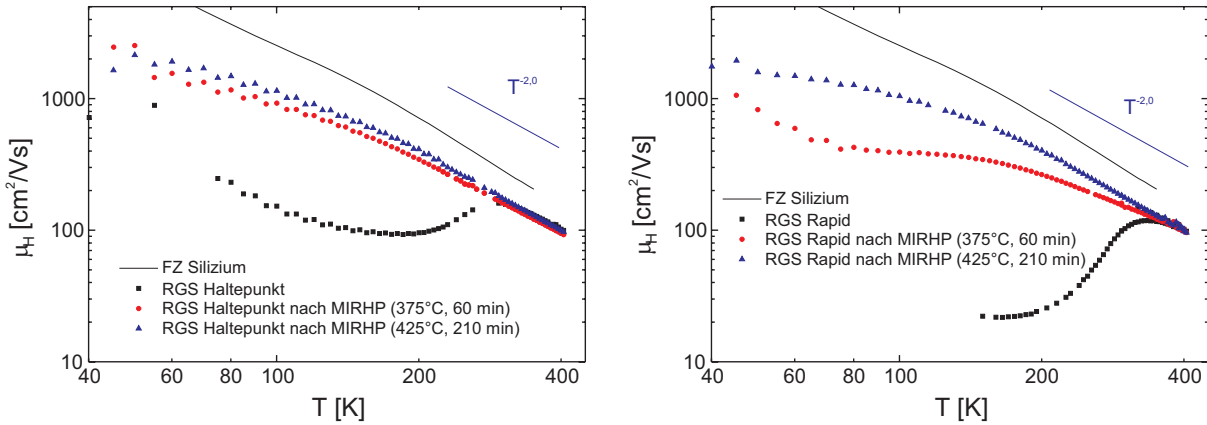 1000
100
10
μH [cm²/Vs]
T⁻²,⁰
FZ Silizium
RGS Haltepunkt
RGS Haltepunkt nach MIRHP (375°C, 60 min)
RGS Haltepunkt nach MIRHP (425°C, 210 min)
40 60 80 100 200 400
T [K]
1000
100
10
μH [cm²/Vs]
T⁻²,⁰
FZ Silizium
RGS Rapid
RGS Rapid nach MIRHP (375°C, 60 min)
RGS Rapid nach MIRHP (425°C, 210 min)
40 60 80 100 200 400
T [K]